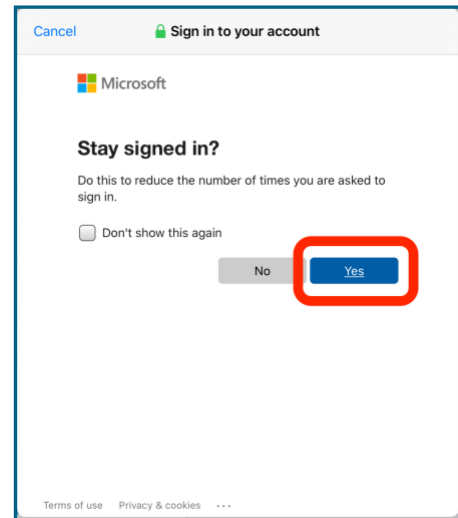 Cancel
Sign in to your account
Microsoft
Stay signed in?
Do this to reduce the number of times you are asked to
sign in.
Don't show this again
No
Yes
Terms of use Privacy & cookies ...